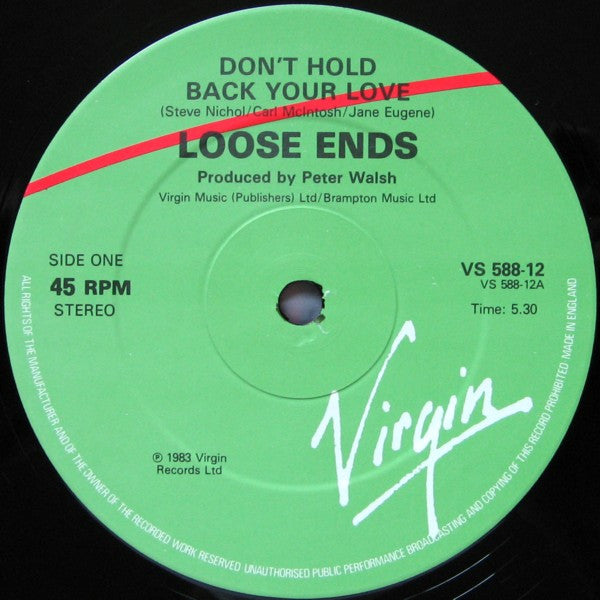 DON'T HOLD
BACK YOUR LOVE
(Steve Nichol/Carl McIntosh/Jane Eugene)
LOOSE ENDS
Produced by Peter Walsh
Virgin Music (Publishers) Ltd/Brampton Music Ltd
SIDE ONE
45 RPM
STEREO
VS 588-12
VS 588-12A
Time: 5.30
Virgin
℗ 1983 Virgin
Records Ltd
ALL RIGHTS OF THE MANUFACTURER AND OF THE OWNER OF THE RECORDED WORK RESERVED UNAUTHORISED PUBLIC PERFORMANCE BROADCASTING AND COPYING OF THIS RECORD PROHIBITED MADE IN ENGLAND